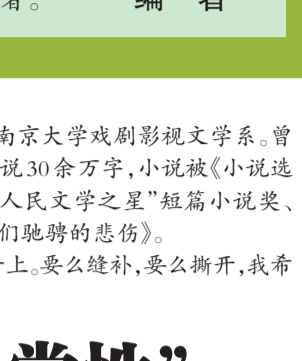 者。 编 者
南京大学戏剧影视文学系。曾
说30余万字,小说被《小说选
人民文学之星”短篇小说奖、
们驰骋的悲伤》。
上。要么缝补,要么撕开,我希